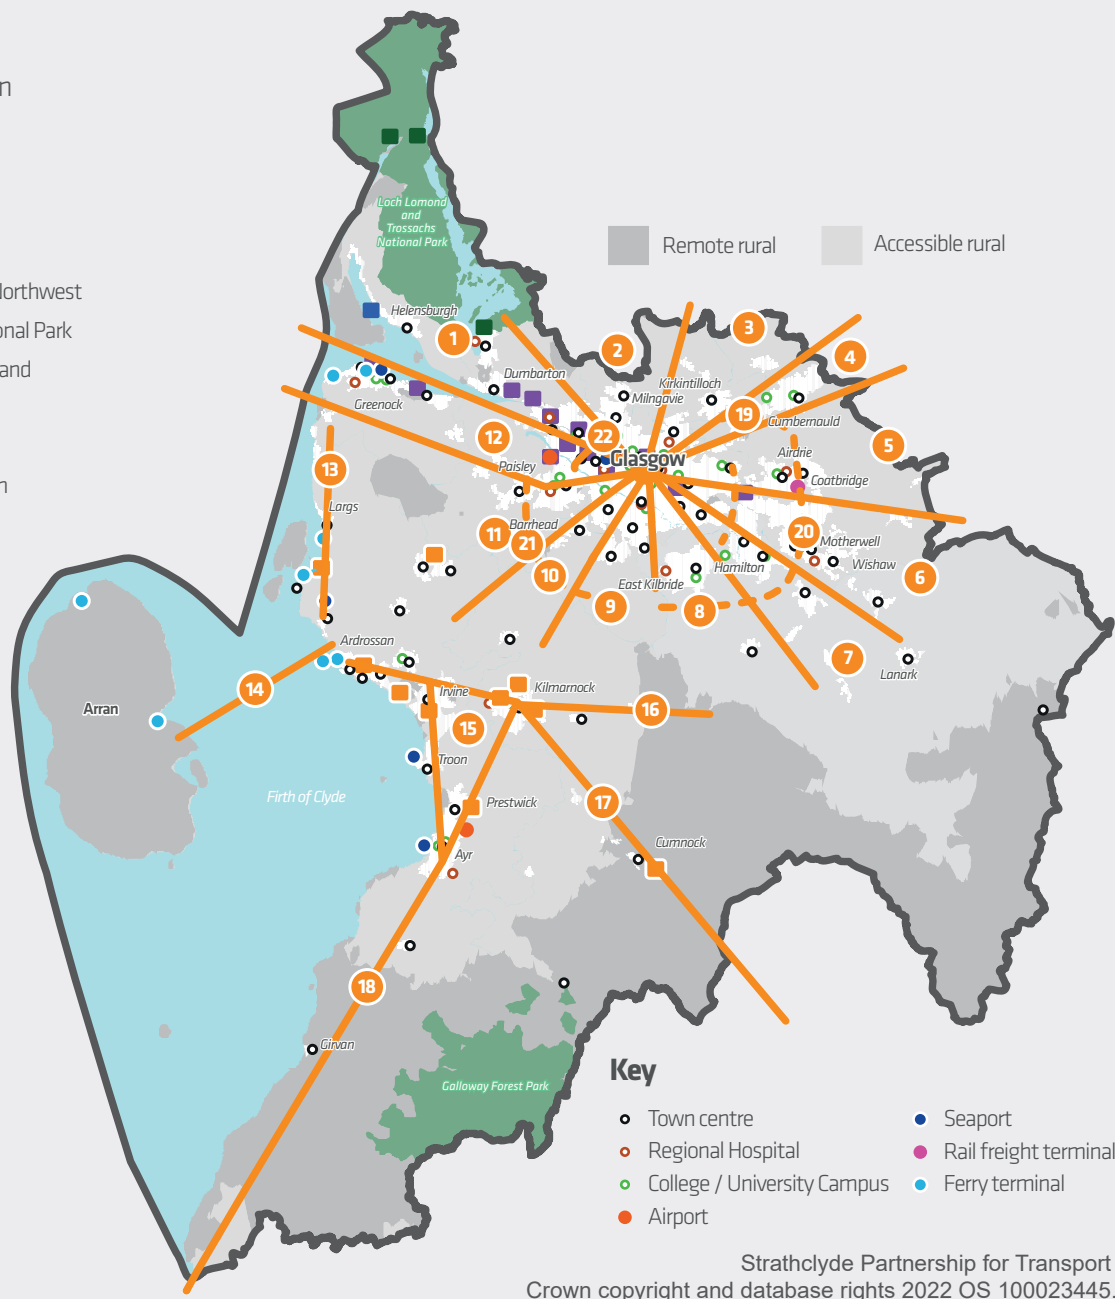 n
Northwest
onal Park
and
n
Loch Lomond
and
Trossachs
National Park
Remote rural
Accessible rural
Helensburgh
1
2
3
4
Dumbarton
Kirkintilloch
Milngavie
19
Greenock
Cumbernauld
12
22
5
Glasgow
Airdrie
13
Paisley
Coatbridge
Largs
11
Barrhead
21
20
Motherwell
Wishaw
10
East Kilbride
Hamilton
6
9
8
Ardrossan
7
Lanark
14
Kilmarnock
Irvine
Arran
16
15
Troon
Firth of Clyde
Prestwick
17
Cumnock
Ayr
18
Girvan
Galloway Forest Park
Key
Town centre
Regional Hospital
College / University Campus
Airport
Seaport
Rail freight terminal
Ferry terminal
Strathclyde Partnership for Transport
Crown copyright and database rights 2022 OS 100023445.